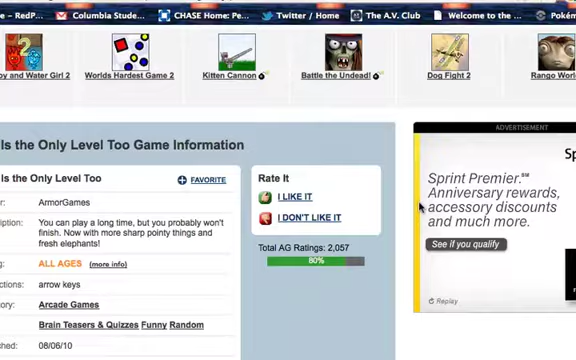 e – RedP... Columbia Stude... CHASE Home: Pe... Twitter / Home The A.V. Club Welcome to the ... Pokém
oy and Water Girl 2 Worlds Hardest Game 2 Kitten Cannon Battle the Undead! Dog Fight 2 Rango World
Is the Only Level Too Game Information
Is the Only Level Too
FAVORITE
r: ArmorGames
ription: You can play a long time, but you probably won't
finish. Now with more sharp pointy things and
fresh elephants!
g: ALL AGES (more info)
ctions: arrow keys
gory: Arcade Games
Brain Teasers & Quizzes Funny Random
ched: 08/06/10
Rate It
I LIKE IT
I DON'T LIKE IT
Total AG Ratings: 2,057
80%
ADVERTISEMENT
Sp
Sprint Premier.℠
Anniversary rewards,
accessory discounts
and much more.
See if you qualify
Replay